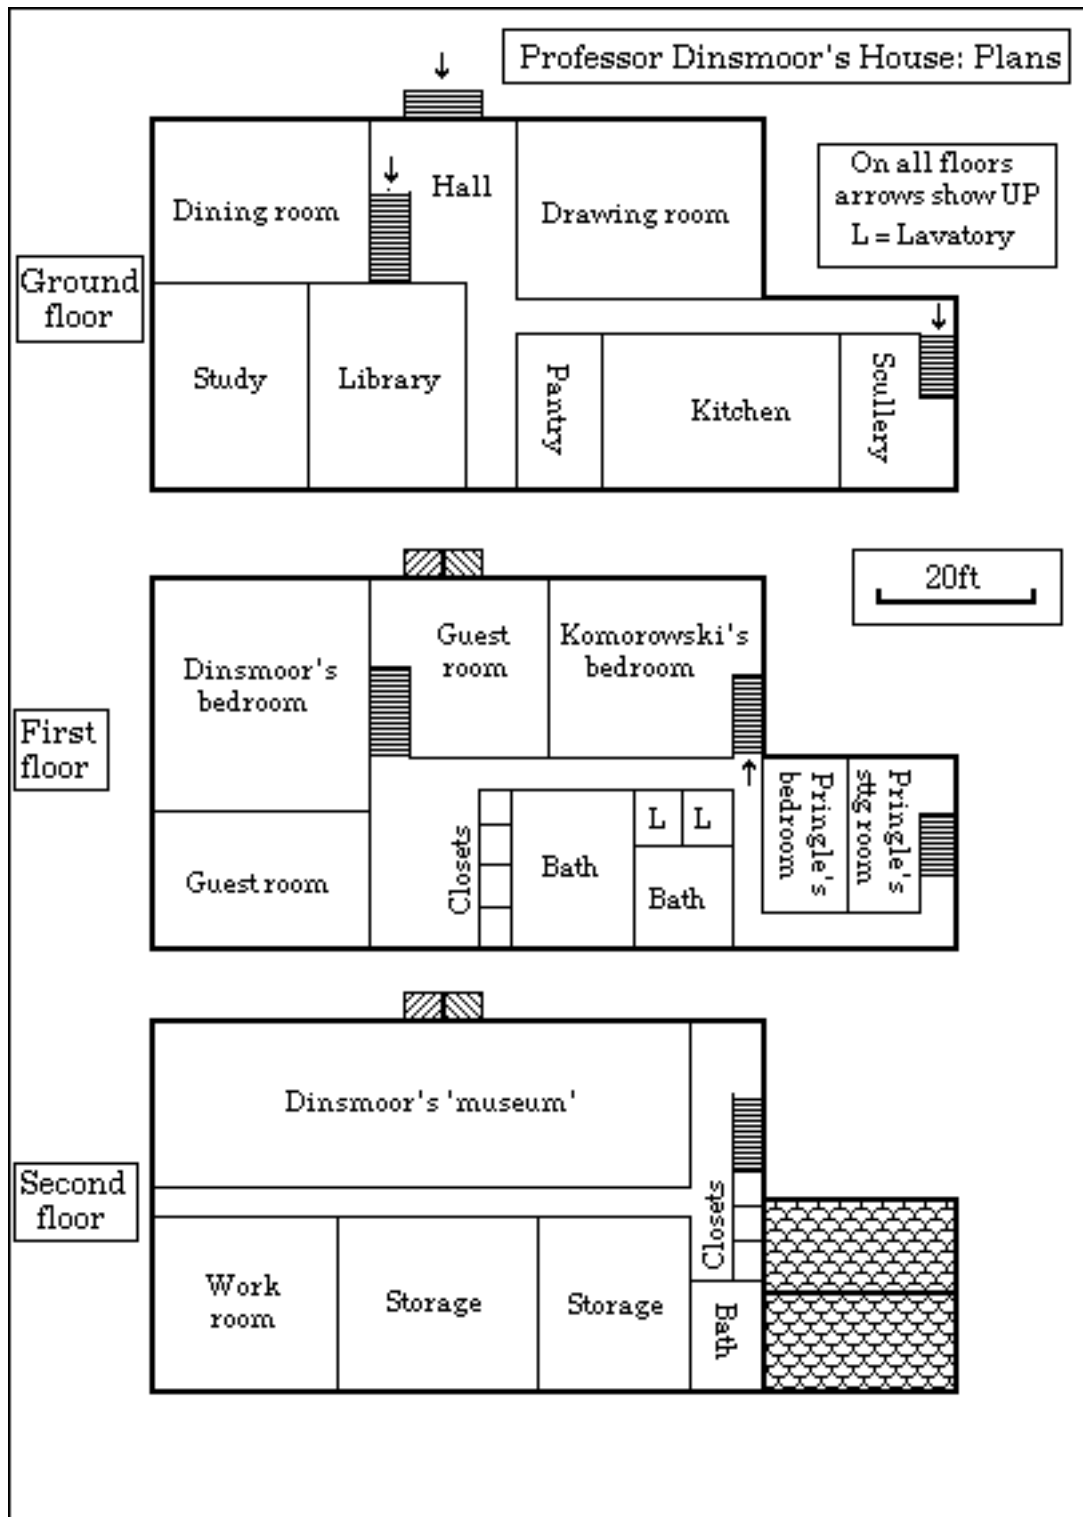 Professor Dinsmoor's House: Plans
On all floors
arrows show UP
L = Lavatory
Ground
floor
Dining room
Hall
Drawing room
Study
Library
Pantry
Kitchen
Scullery
20ft
First
floor
Dinsmoor's
bedroom
Guest
room
Komorowski's
bedroom
Guest room
Closets
Bath
L
L
Bath
Pringle's
bedroom
Pringle's
sttg room
Second
floor
Dinsmoor's 'museum'
Work
room
Storage
Storage
Closets
Bath